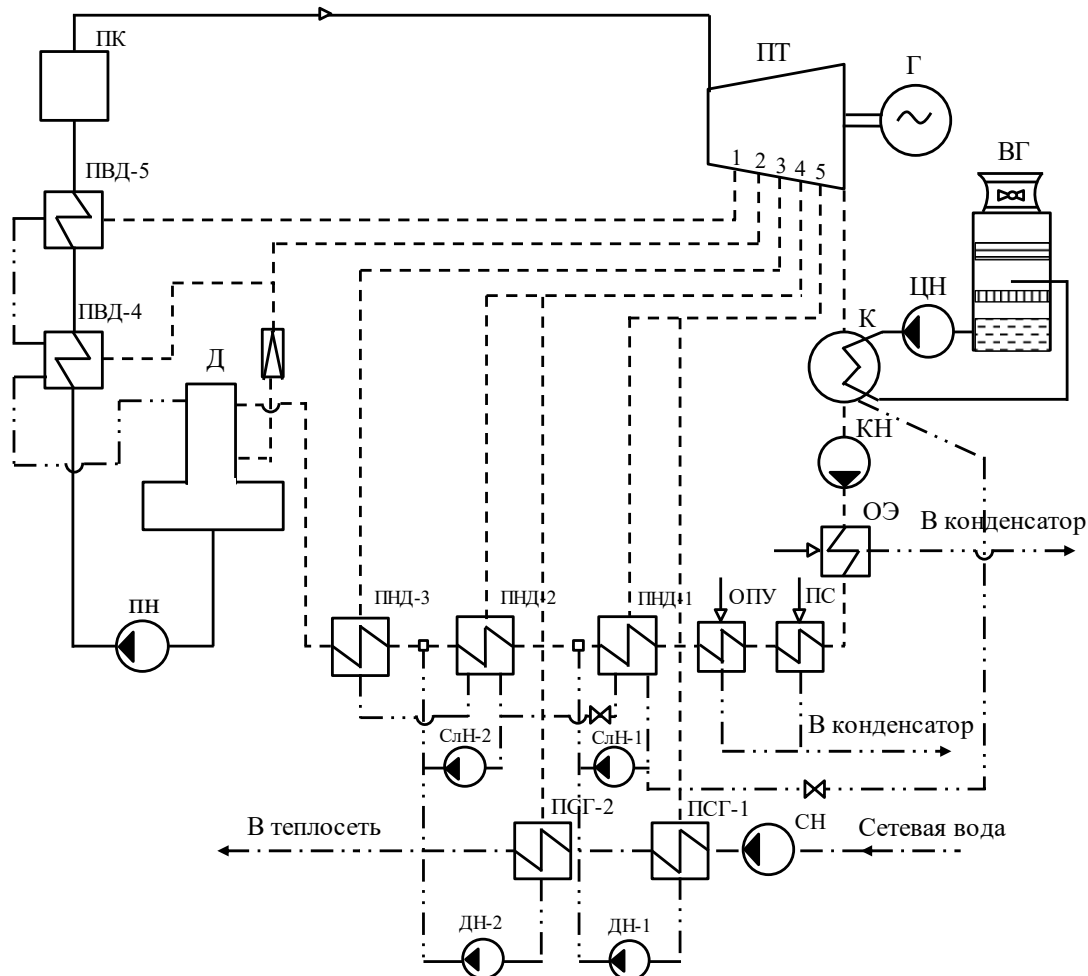 ПК
ПТ
Г
ВГ
1 2 3 4 5
ПВД-5
ЦН
К
ПВД-4
Д
КН
ОЭ
В конденсатор
ПН
ПНД-3
ПНД-2
ПНД-1
ОПУ
ПС
В конденсатор
СлН-2
СлН-1
ПСГ-2
ПСГ-1
СН
Сетевая вода
В теплосеть
ДН-2
ДН-1